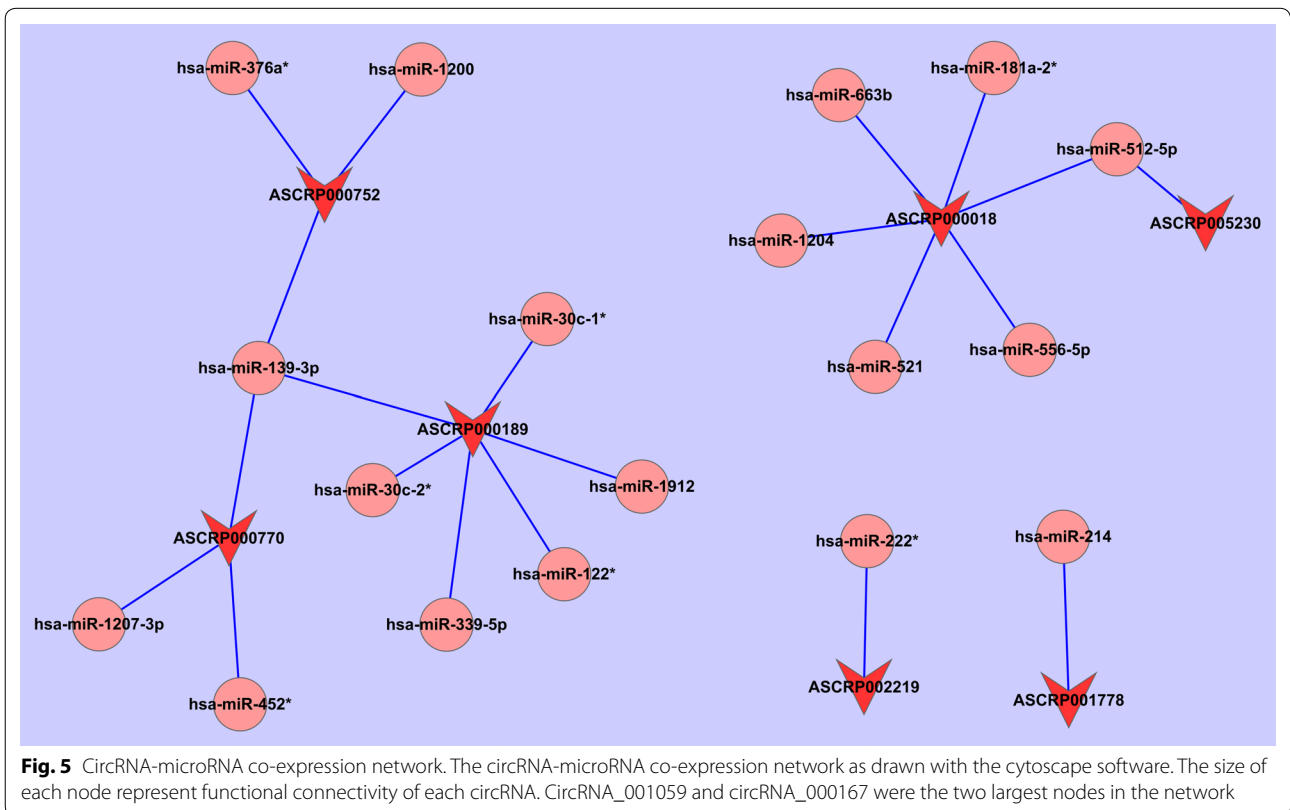 hsa-miR-376a*
hsa-miR-1200
hsa-miR-181a-2*
hsa-miR-663b
hsa-miR-512-5p
ASCRP000752
ASCRP000018
ASCRP005230
hsa-miR-1204
hsa-miR-30c-1*
hsa-miR-556-5p
hsa-miR-139-3p
hsa-miR-521
ASCRP000189
hsa-miR-30c-2*
hsa-miR-1912
ASCRP000770
hsa-miR-222*
hsa-miR-214
hsa-miR-122*
hsa-miR-1207-3p
hsa-miR-339-5p
ASCRP002219
ASCRP001778
hsa-miR-452*
Fig. 5 CircRNA-microRNA co-expression network. The circRNA-microRNA co-expression network as drawn with the cytoscape software. The size of
each node represent functional connectivity of each circRNA. CircRNA_001059 and circRNA_000167 were the two largest nodes in the network